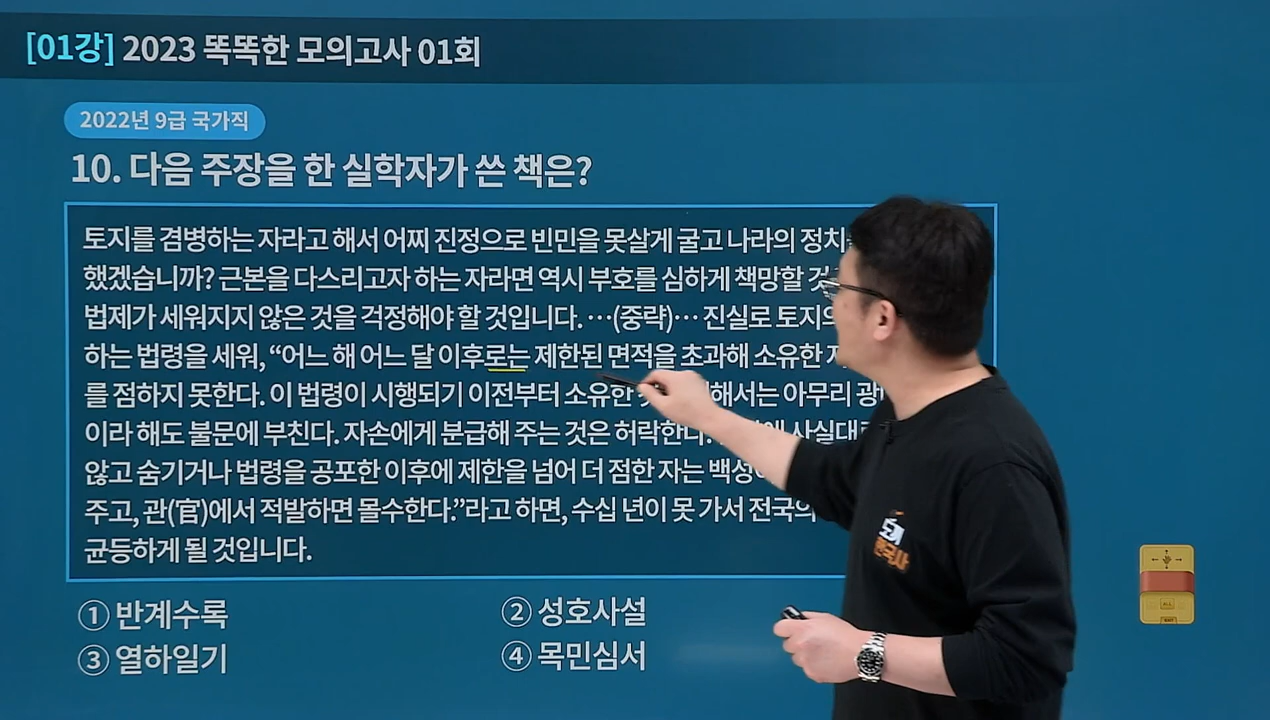 [01강] 2023 똑똑한 모의고사 01회
2022년 9급 국가직
10. 다음 주장을 한 실학자가 쓴 책은?
토지를 겸병하는 자라고 해서 어찌 진정으로 빈민을 못살게 굴고 나라의 정치
했겠습니까? 근본을 다스리고자 하는 자라면 역시 부호를 심하게 책망할
법제가 세워지지 않은 것을 걱정해야 할 것입니다. …(중략)… 진실로
하는 법령을 세워, “어느 해 어느 달 이후로는 제한된 면적을 초과해 소유한
를 점하지 못한다. 이 법령이 시행되기 이전부터 소유한 해서는 아무리
이라 해도 불문에 부친다. 자손에게 분급해 주는 것은 허락한다.
않고 숨기거나 법령을 공포한 이후에 제한을 넘어 더 점한 자는
주고, 관(官)에서 적발하면 몰수한다.”라고 하면, 수십 년이 못 가서
균등하게 될 것입니다.
① 반계수록 ② 성호사설
③ 열하일기 ④ 목민심서